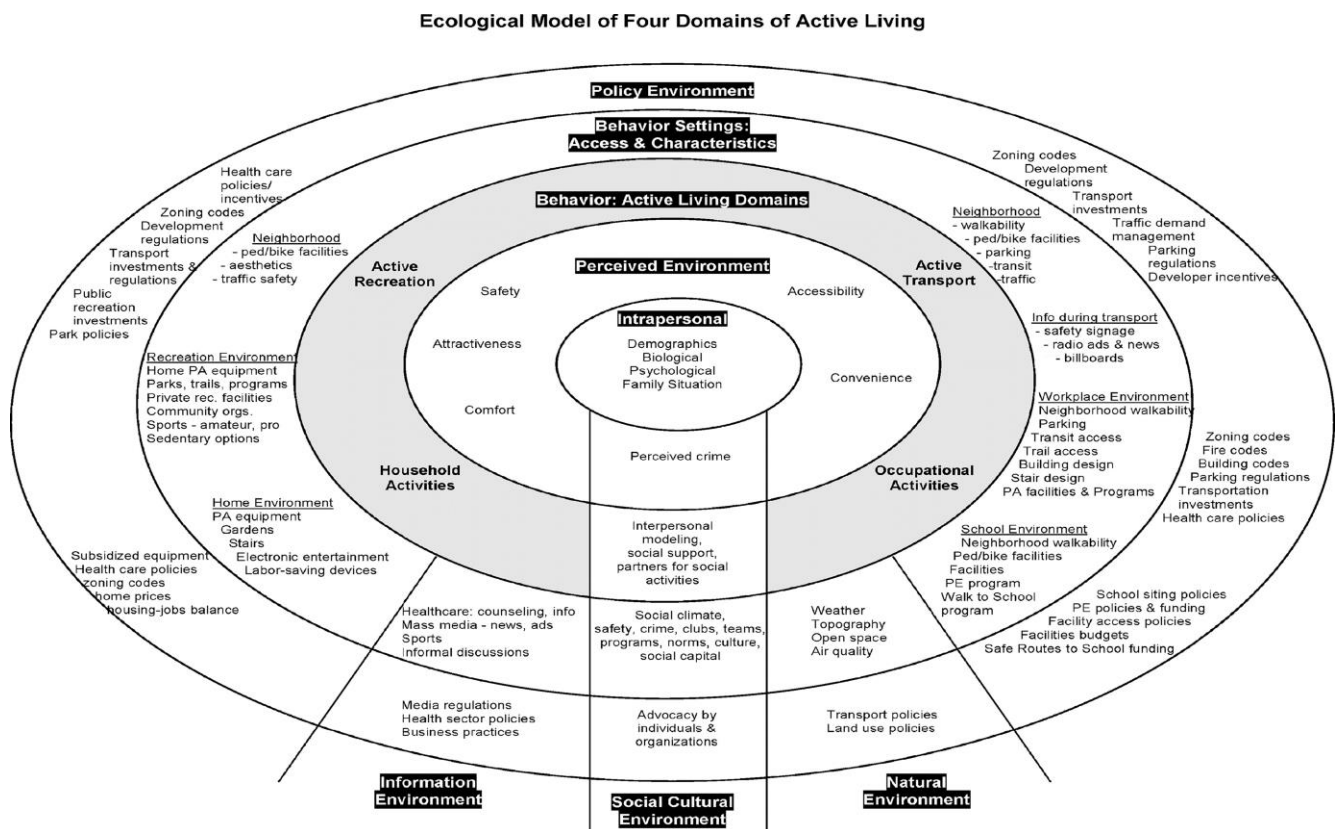 Ecological Model of Four Domains of Active Living
Policy Environment
Behavior Settings:
Access & Characteristics
Behavior: Active Living Domains
Perceived Environment
Intrapersonal
Demographics
Biological
Psychological
Family Situation
Safety
Attractiveness
Comfort
Accessibility
Convenience
Perceived crime
Active
Recreation
Active
Transport
Household
Activities
Occupational
Activities
Health care
policies/
incentives
Zoning codes
Development
regulations
Transport
investments &
regulations
Public
recreation
investments
Park policies
Neighborhood
- ped/bike facilities
- aesthetics
- traffic safety
Recreation Environment
Home PA equipment
Parks, trails, programs
Private rec. facilities
Community orgs.
Sports - amateur, pro
Sedentary options
Home Environment
PA equipment
Gardens
Stairs
Electronic entertainment
Labor-saving devices
Subsidized equipment
Health care policies
zoning codes
home prices
housing-jobs balance
Zoning codes
Development
regulations
Transport
investments
Traffic demand
management
Parking
regulations
Developer incentives
Neighborhood
- walkability
- ped/bike facilities
- parking
-transit
-traffic
Info during transport
- safety signage
- radio ads & news
- billboards
Workplace Environment
Neighborhood walkability
Parking
Transit access
Trail access
Building design
Stair design
PA facilities & Programs
Zoning codes
Fire codes
Building codes
Parking regulations
Transportation
investments
Health care policies
School Environment
Neighborhood walkability
Ped/bike facilities
Facilities
PE program
Walk to School
program
School siting policies
PE policies & funding
Facility access policies
Facilities budgets
Safe Routes to School funding
Interpersonal
modeling,
social support,
partners for social
activities
Healthcare: counseling, info
Mass media - news, ads
Sports
Informal discussions
Social climate,
safety, crime, clubs, teams,
programs, norms, culture,
social capital
Weather
Topography
Open space
Air quality
Media regulations
Health sector policies
Business practices
Advocacy by
individuals &
organizations
Transport policies
Land use policies
Information
Environment
Social Cultural
Environment
Natural
Environment